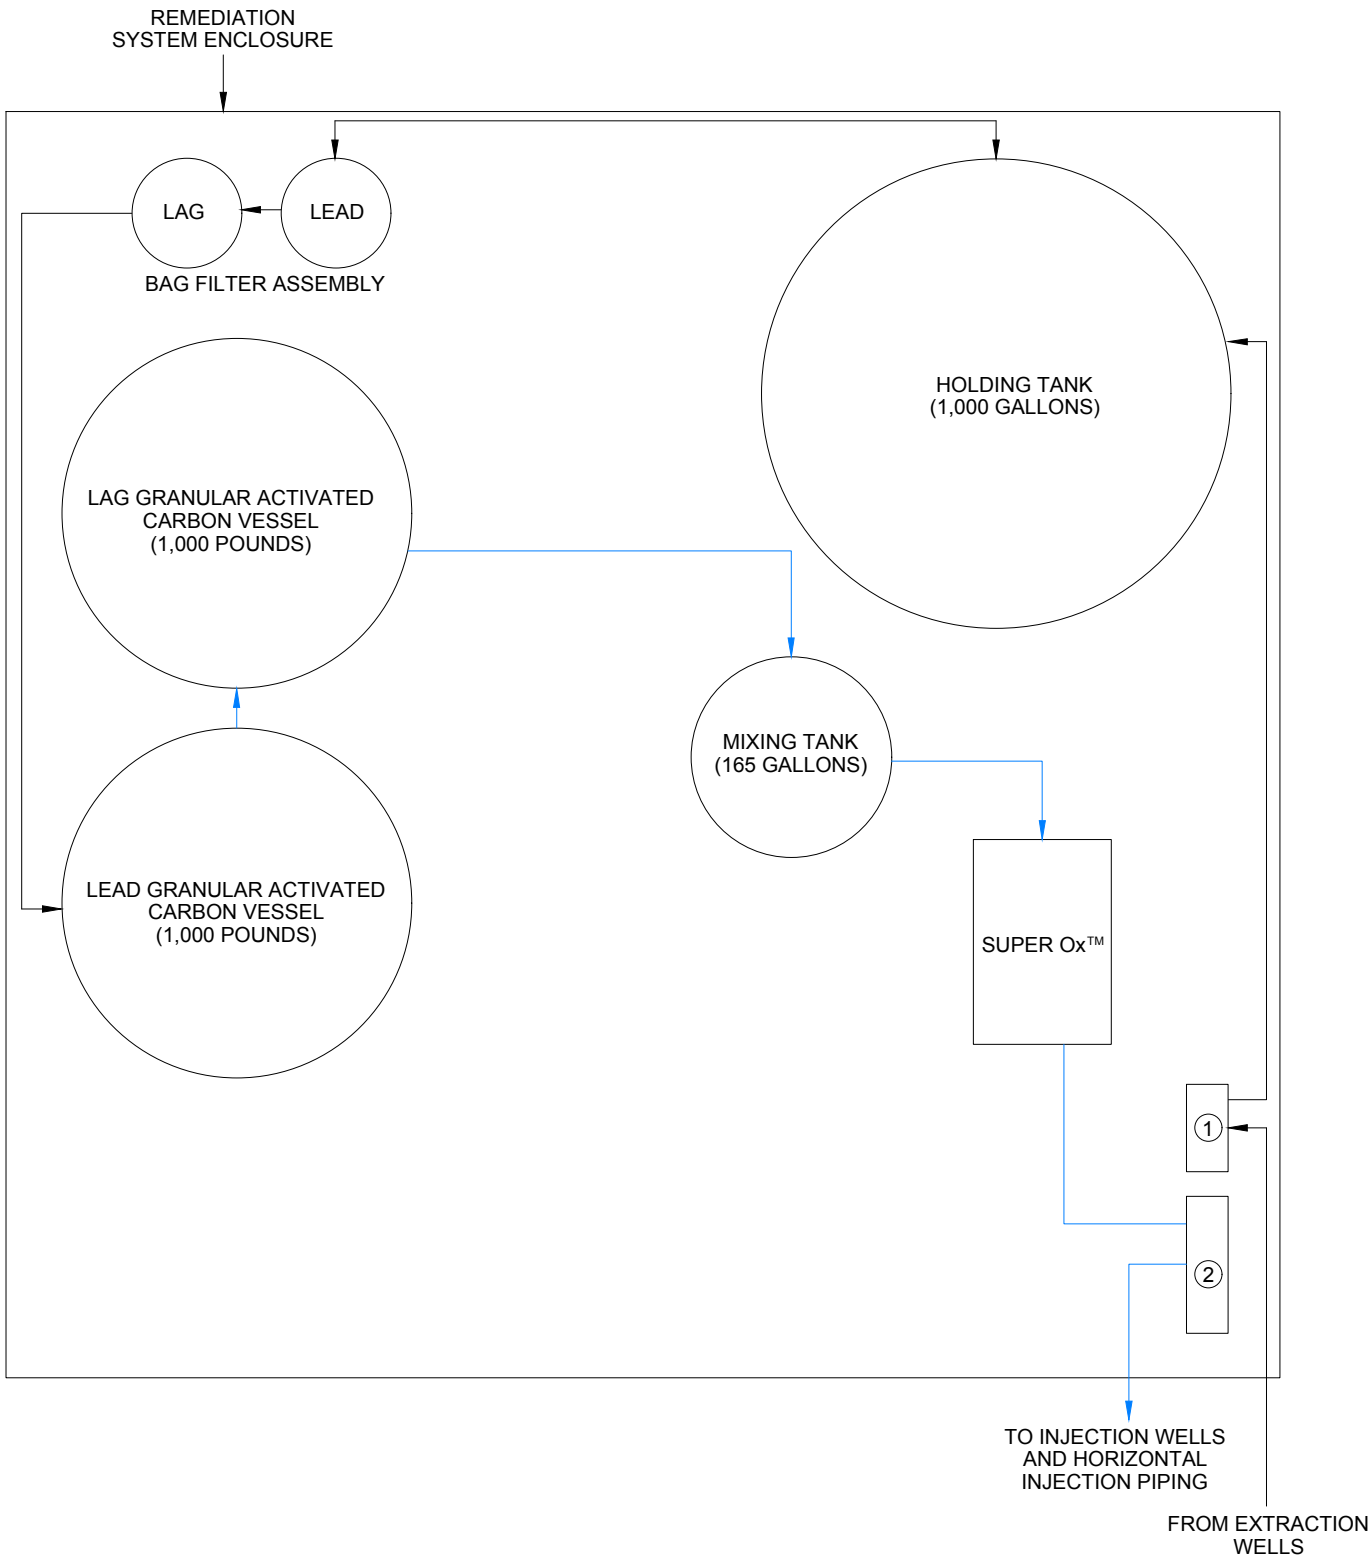 REMEDIATION
SYSTEM ENCLOSURE
LAG
LEAD
BAG FILTER ASSEMBLY
HOLDING TANK
(1,000 GALLONS)
LAG GRANULAR ACTIVATED
CARBON VESSEL
(1,000 POUNDS)
MIXING TANK
(165 GALLONS)
LEAD GRANULAR ACTIVATED
CARBON VESSEL
(1,000 POUNDS)
SUPER Ox™
1
2
TO INJECTION WELLS
AND HORIZONTAL
INJECTION PIPING
FROM EXTRACTION
WELLS